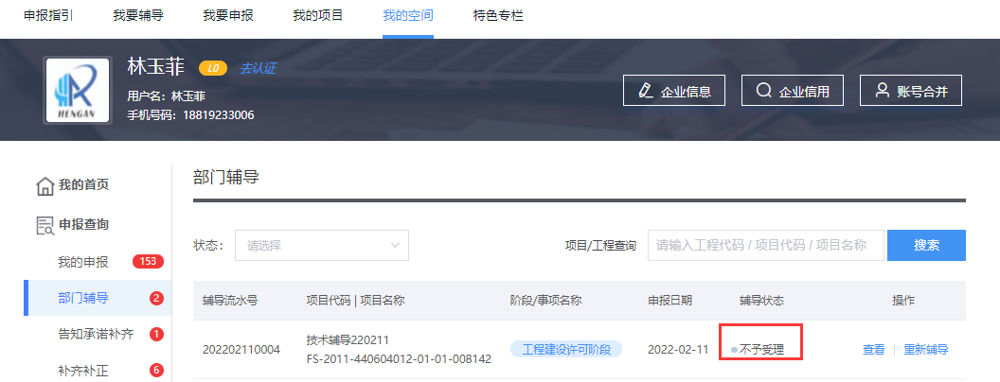 申报指引 我要辅导 我要申报 我的项目 我的空间 特色专栏
林玉菲 L0 去认证
用户名：林玉菲
手机号码：18819233006
企业信息 企业信用 账号合并
HENGAN
我的首页
申报查询
我的申报 153
部门辅导 2
告知承诺补齐 1
补齐补正 6
部门辅导
状态： 请选择 项目/工程查询 请输入工程代码 / 项目代码 / 项目名称 搜索
辅导流水号 项目代码 | 项目名称 阶段/事项名称 申报日期 辅导状态 操作
202202110004 技术辅导220211 工程建设许可阶段 2022-02-11 不予受理 查看 重新辅导
FS-2011-440604012-01-01-008142